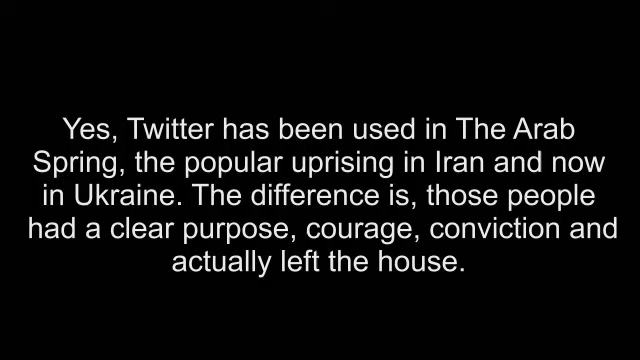 Yes, Twitter has been used in The Arab
Spring, the popular uprising in Iran and now
in Ukraine. The difference is, those people
had a clear purpose, courage, conviction and
actually left the house.